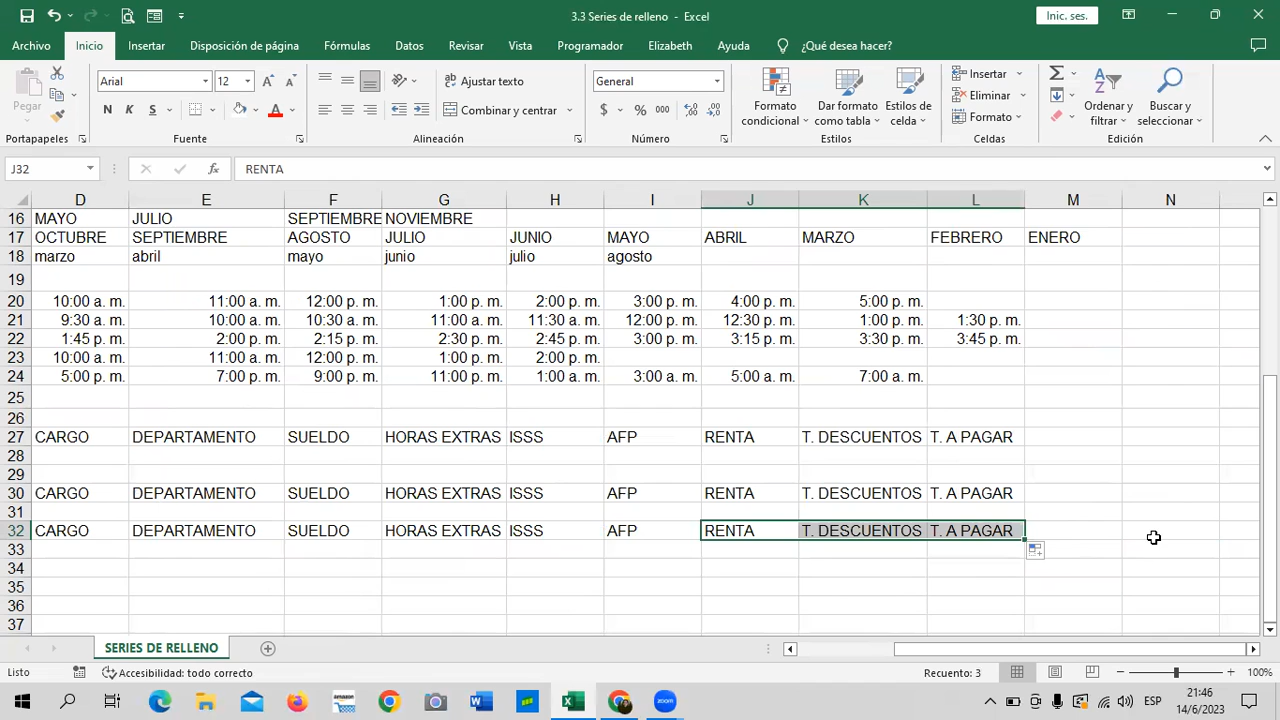 3.3 Series de relleno - Excel
Inic. ses.
Archivo Inicio Insertar Disposición de página Fórmulas Datos Revisar Vista Programador Elizabeth Ayuda ¿Qué desea hacer?
Pegar
Portapapeles
Arial 12
N K S
Fuente
Ajustar texto
Combinar y centrar
Alineación
General
$ % 000
Número
Formato condicional
Dar formato como tabla
Estilos de celda
Estilos
Insertar
Eliminar
Formato
Celdas
Ordenar y filtrar
Buscar y seleccionar
Edición
J32 fx RENTA
D E F G H I J K L M N
16 MAYO JULIO SEPTIEMBRE NOVIEMBRE
17 OCTUBRE SEPTIEMBRE AGOSTO JULIO JUNIO MAYO ABRIL MARZO FEBRERO ENERO
18 marzo abril mayo junio julio agosto
19
20 10:00 a. m. 11:00 a. m. 12:00 p. m. 1:00 p. m. 2:00 p. m. 3:00 p. m. 4:00 p. m. 5:00 p. m.
21 9:30 a. m. 10:00 a. m. 10:30 a. m. 11:00 a. m. 11:30 a. m. 12:00 p. m. 12:30 p. m. 1:00 p. m. 1:30 p. m.
22 1:45 p. m. 2:00 p. m. 2:15 p. m. 2:30 p. m. 2:45 p. m. 3:00 p. m. 3:15 p. m. 3:30 p. m. 3:45 p. m.
23 10:00 a. m. 11:00 a. m. 12:00 p. m. 1:00 p. m. 2:00 p. m.
24 5:00 p. m. 7:00 p. m. 9:00 p. m. 11:00 p. m. 1:00 a. m. 3:00 a. m. 5:00 a. m. 7:00 a. m.
25
26
27 CARGO DEPARTAMENTO SUELDO HORAS EXTRAS ISSS AFP RENTA T. DESCUENTOS T. A PAGAR
28
29
30 CARGO DEPARTAMENTO SUELDO HORAS EXTRAS ISSS AFP RENTA T. DESCUENTOS T. A PAGAR
31
32 CARGO DEPARTAMENTO SUELDO HORAS EXTRAS ISSS AFP RENTA T. DESCUENTOS T. A PAGAR
33
34
35
36
37
SERIES DE RELLENO
Listo Accesibilidad: todo correcto Recuento: 3 100%
amazon zoom ESP 21:46
14/6/2023